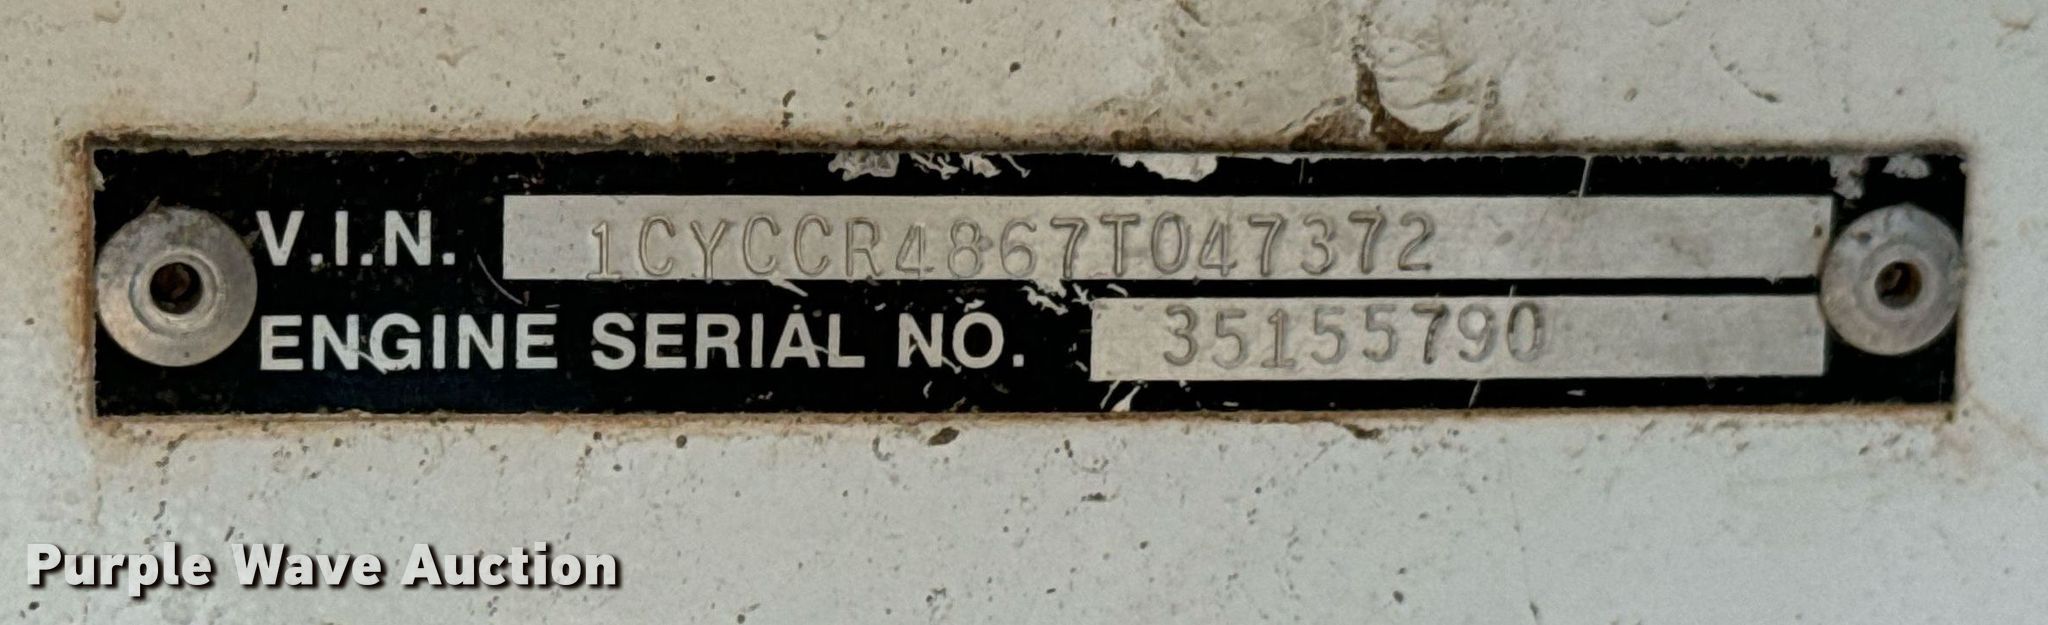 V.I.N. 1CYCCR4867T047372
ENGINE SERIAL NO. 35155790
Purple Wave Auction